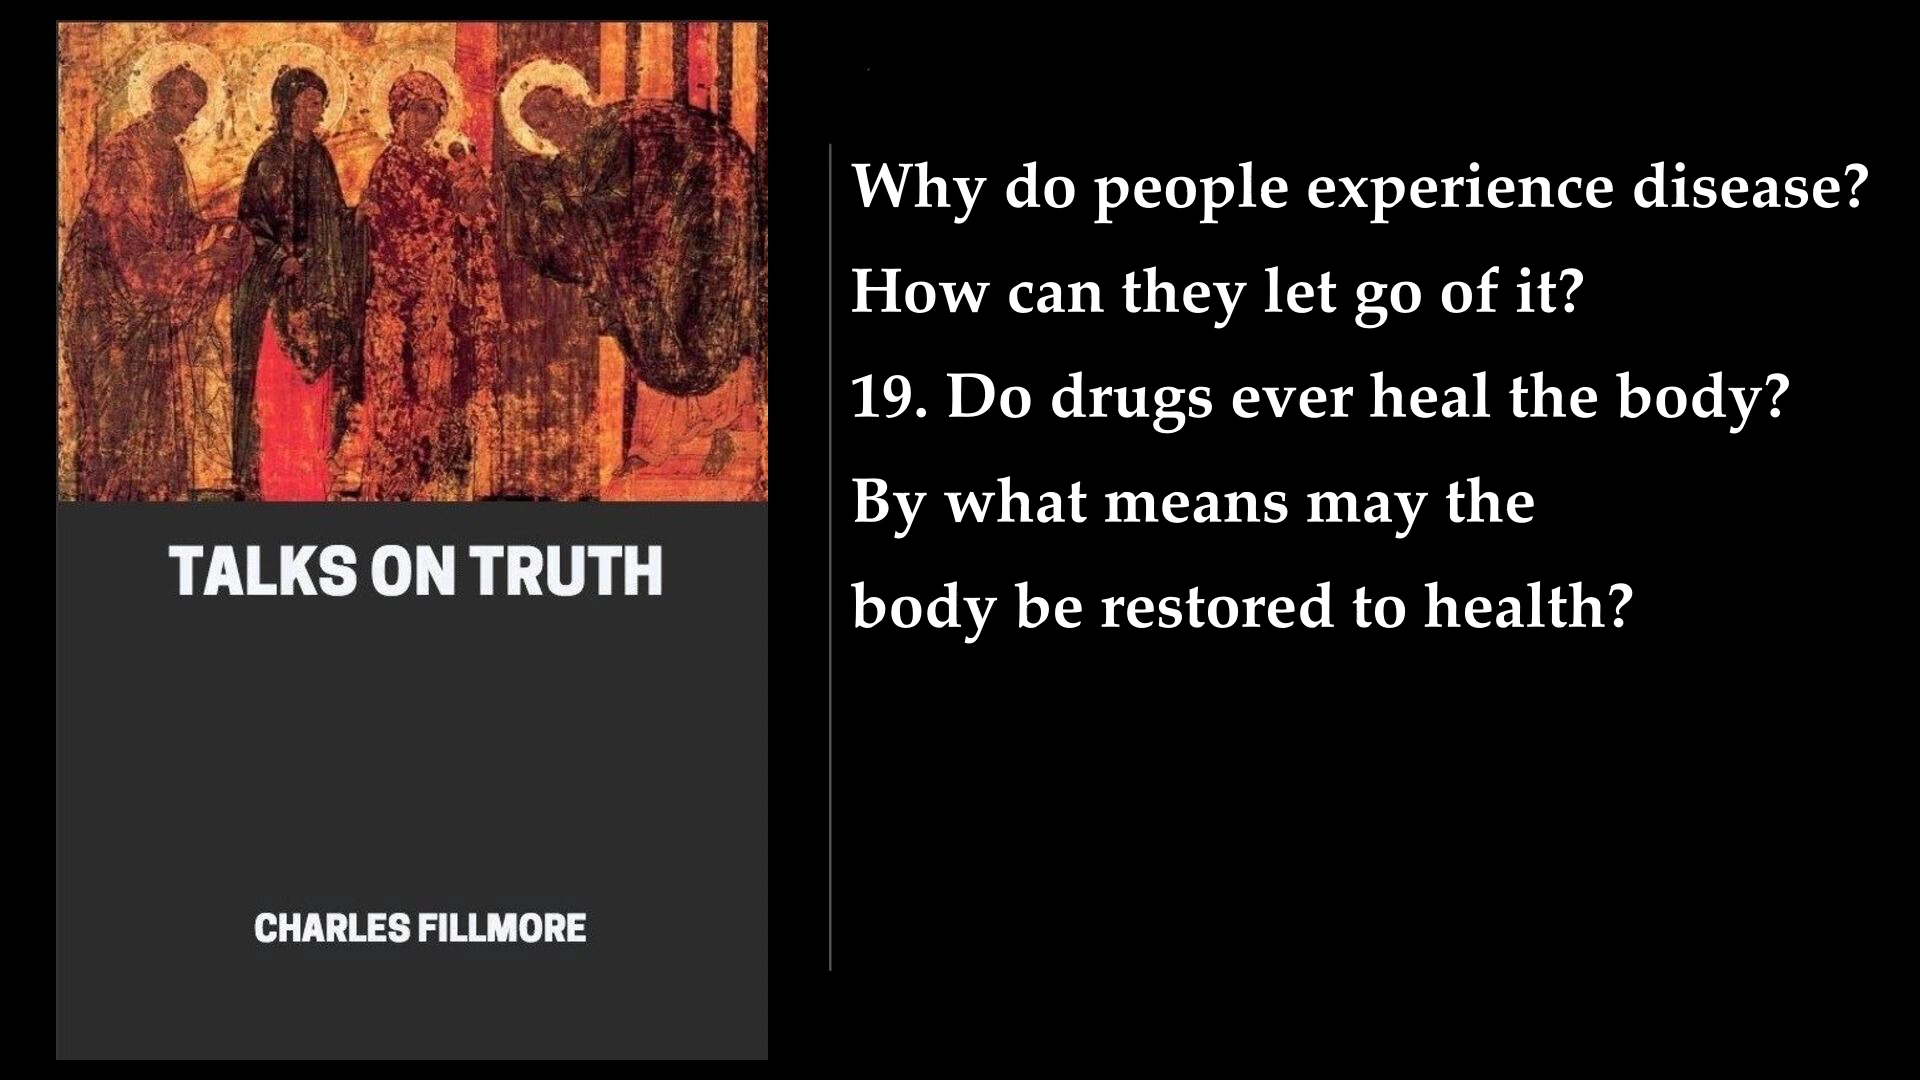 TALKS ON TRUTH
CHARLES FILLMORE
Why do people experience disease?
How can they let go of it?
19. Do drugs ever heal the body?
By what means may the
body be restored to health?